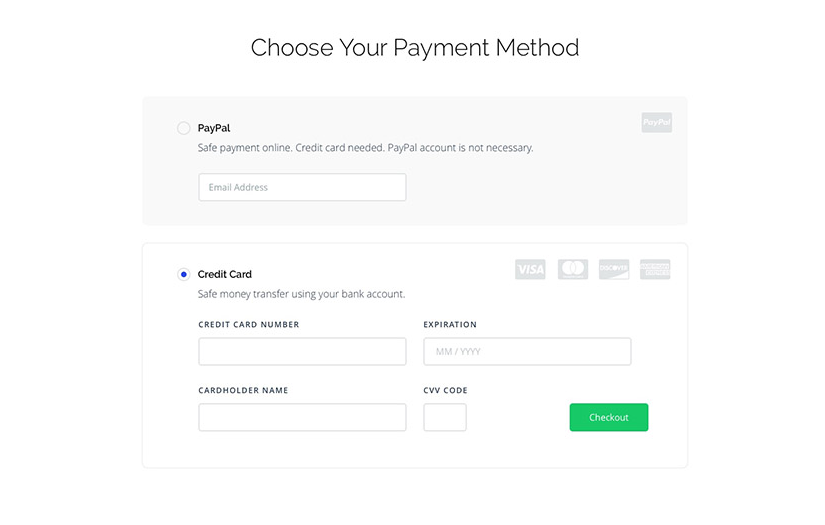 Choose Your Payment Method
PayPal
PayPal
Safe payment online. Credit card needed. PayPal account is not necessary.
Email Address
Credit Card
VISA
DISCOVER
Safe money transfer using your bank account.
CREDIT CARD NUMBER
EXPIRATION
MM / YYYY
CARDHOLDER NAME
CVV CODE
Checkout